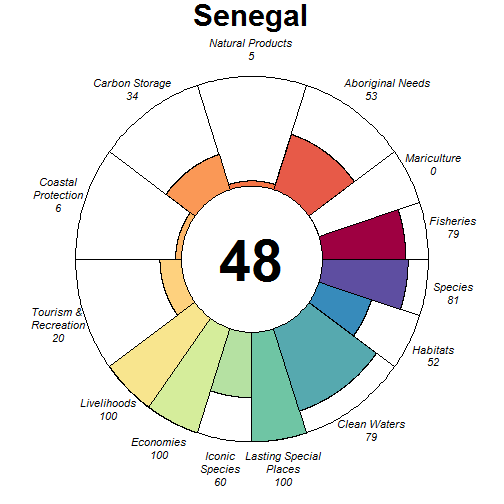 Senegal
Natural Products
5
Carbon Storage
34
Aboriginal Needs
53
Mariculture
0
Coastal
Protection
6
Fisheries
79
48
Species
81
Tourism &
Recreation
20
Habitats
52
Livelihoods
100
Clean Waters
79
Economies
100
Iconic
Species
60
Lasting Special
Places
100